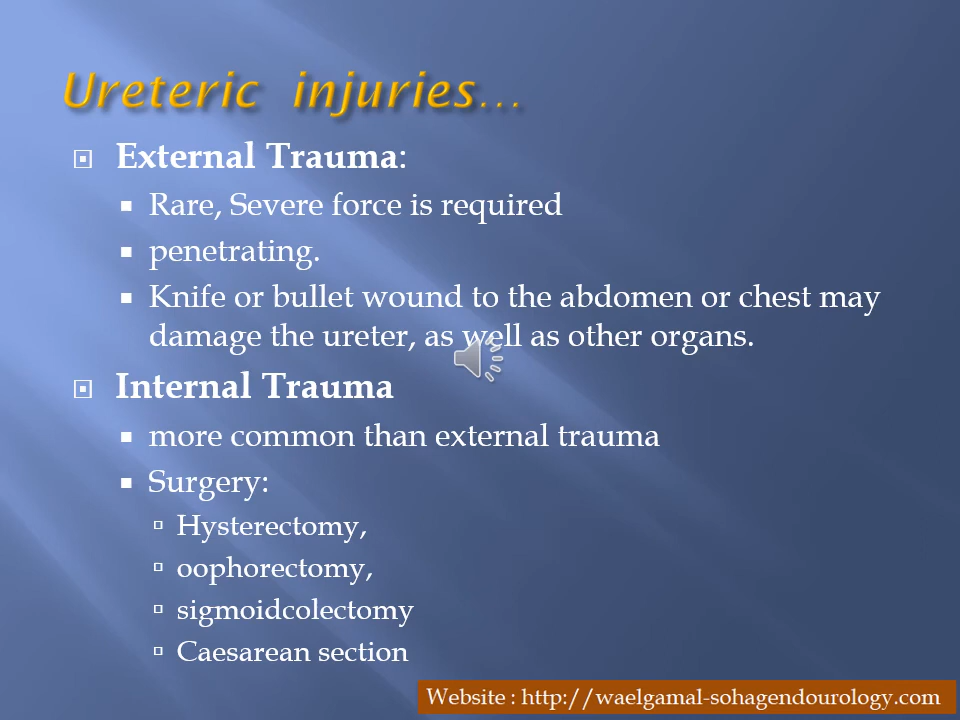 Ureteric injuries...
External Trauma:
Rare, Severe force is required
penetrating.
Knife or bullet wound to the abdomen or chest may
damage the ureter, as well as other organs.
Internal Trauma
more common than external trauma
Surgery:
Hysterectomy,
oophorectomy,
sigmoidcolectomy
Caesarean section
Website : http://waelgamal-sohagendourology.com